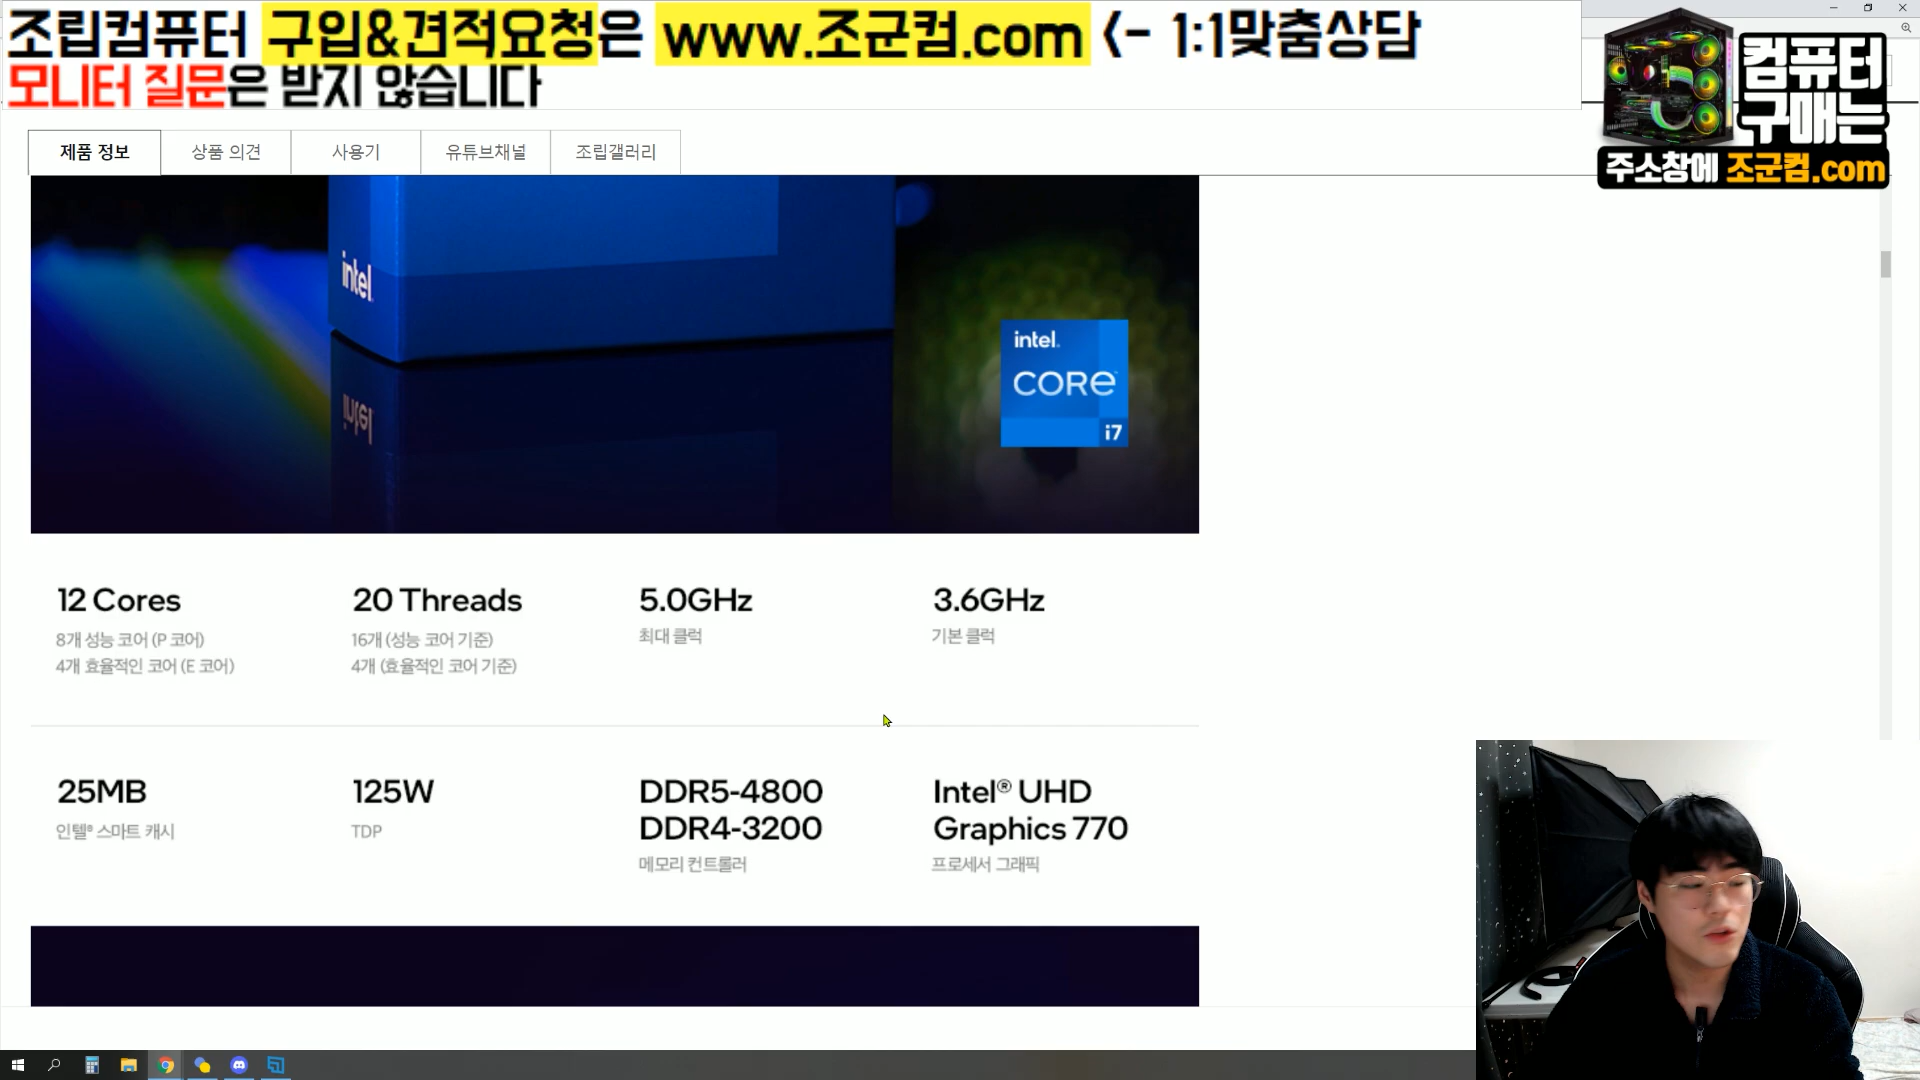 조립컴퓨터 구입&견적요청은 www.조군컴.com <- 1:1맞춤상담
모니터 질문은 받지 않습니다
컴퓨터
구매는
주소창에 조군컴.com
제품 정보
상품 의견
사용기
유튜브채널
조립갤러리
intel
intel
intel.
CORE
i7
12 Cores
8개 성능 코어 (P 코어)
4개 효율적인 코어 (E 코어)
20 Threads
16개 (성능 코어 기준)
4개 (효율적인 코어 기준)
5.0GHz
최대 클럭
3.6GHz
기본 클럭
25MB
인텔® 스마트 캐시
125W
TDP
DDR5-4800
DDR4-3200
메모리 컨트롤러
Intel® UHD
Graphics 770
프로세서 그래픽